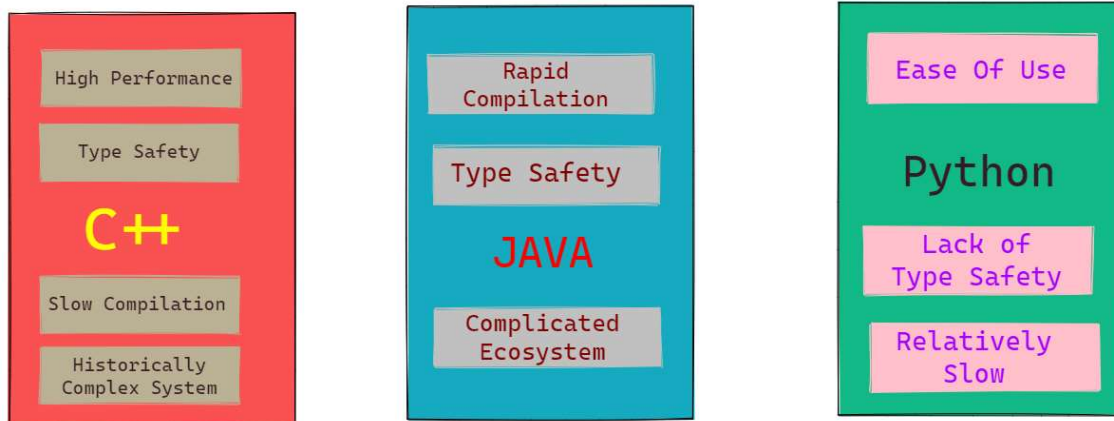 High Performance
Type Safety
C++
Slow Compilation
Historically
Complex System
Rapid
Compilation
Type Safety
JAVA
Complicated
Ecosystem
Ease Of Use
Python
Lack of
Type Safety
Relatively
Slow